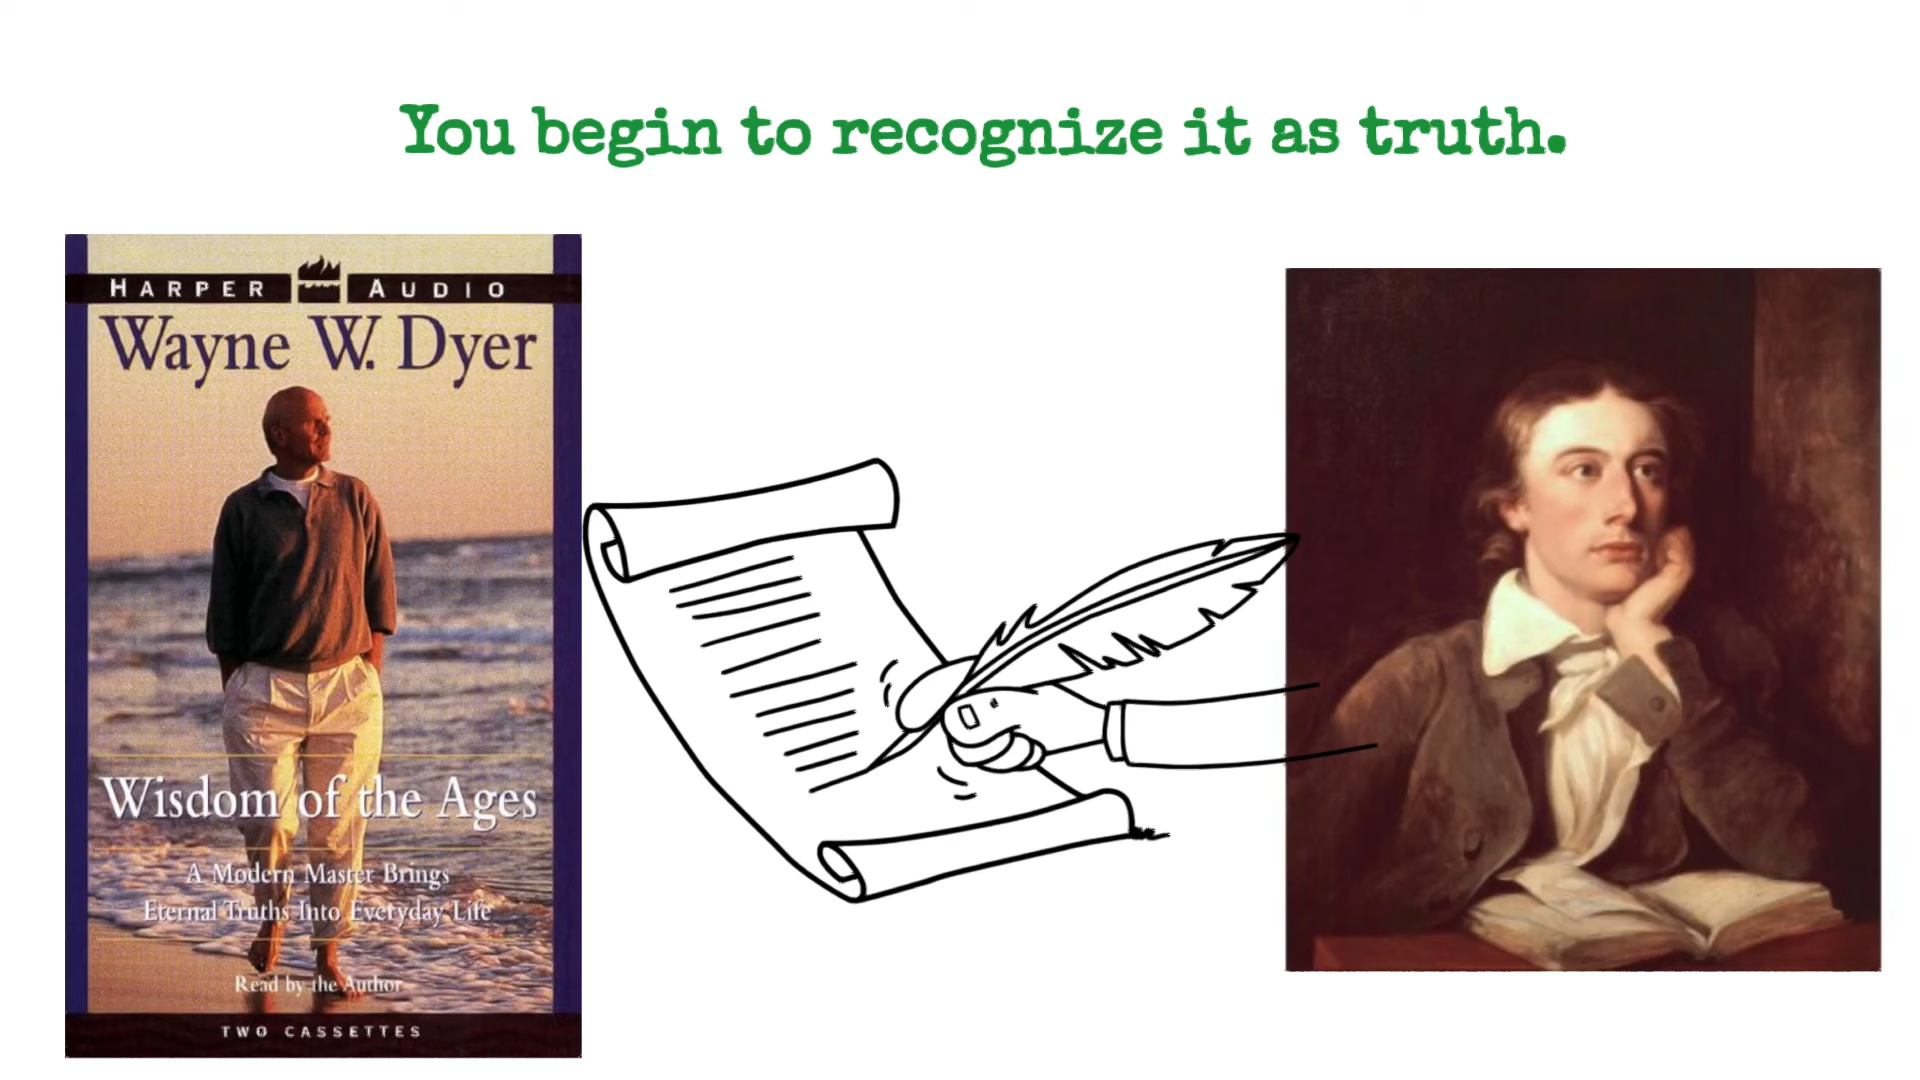 You begin to recognize it as truth.
HARPER AUDIO
Wayne W. Dyer
Wisdom of the Ages
A Modern Master Brings
Eternal Truths Into Everyday Life
Read by the Author
TWO CASSETTES